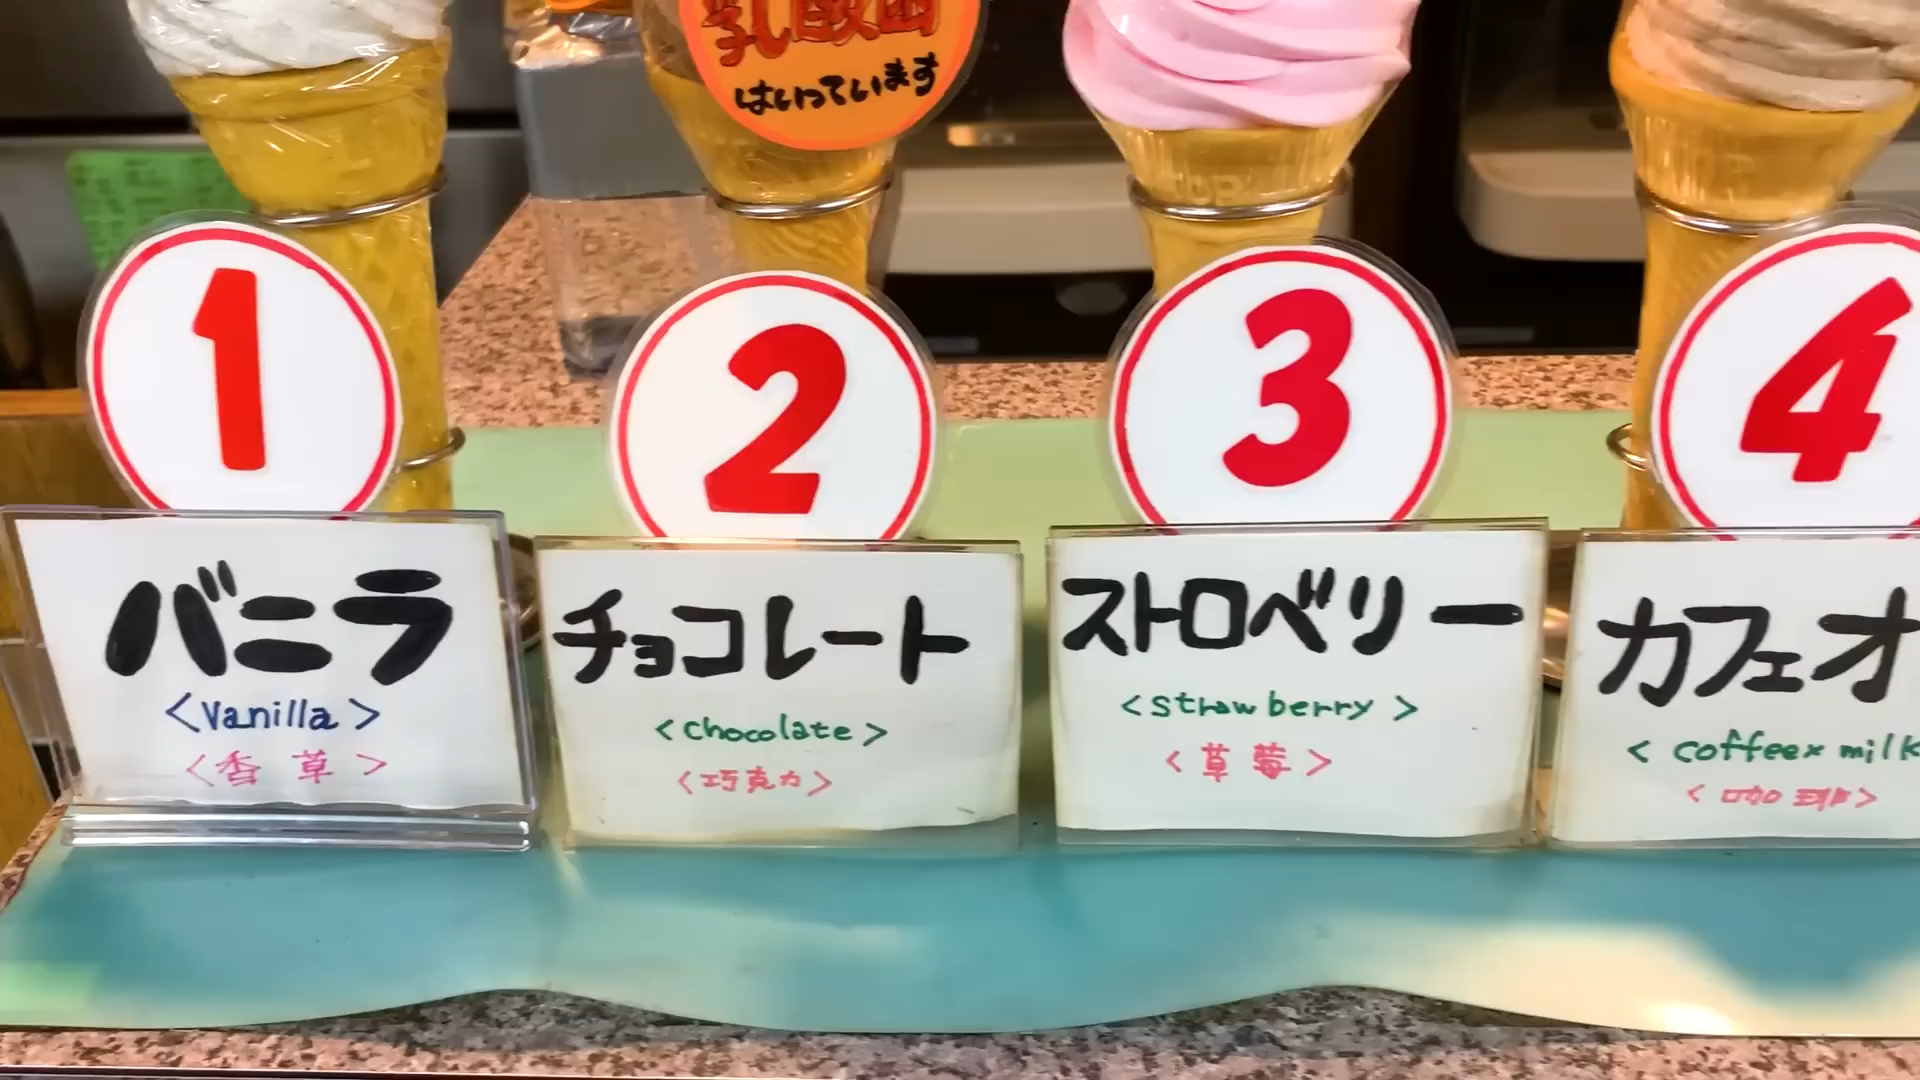 乳酸菌
はいっています
1
2
3
4
バニラ
<Vanilla>
<香草>
チョコレート
<chocolate>
<巧克力>
ストロベリー
<strawberry>
<草莓>
カフェオ
<coffee×milk
<咖啡>